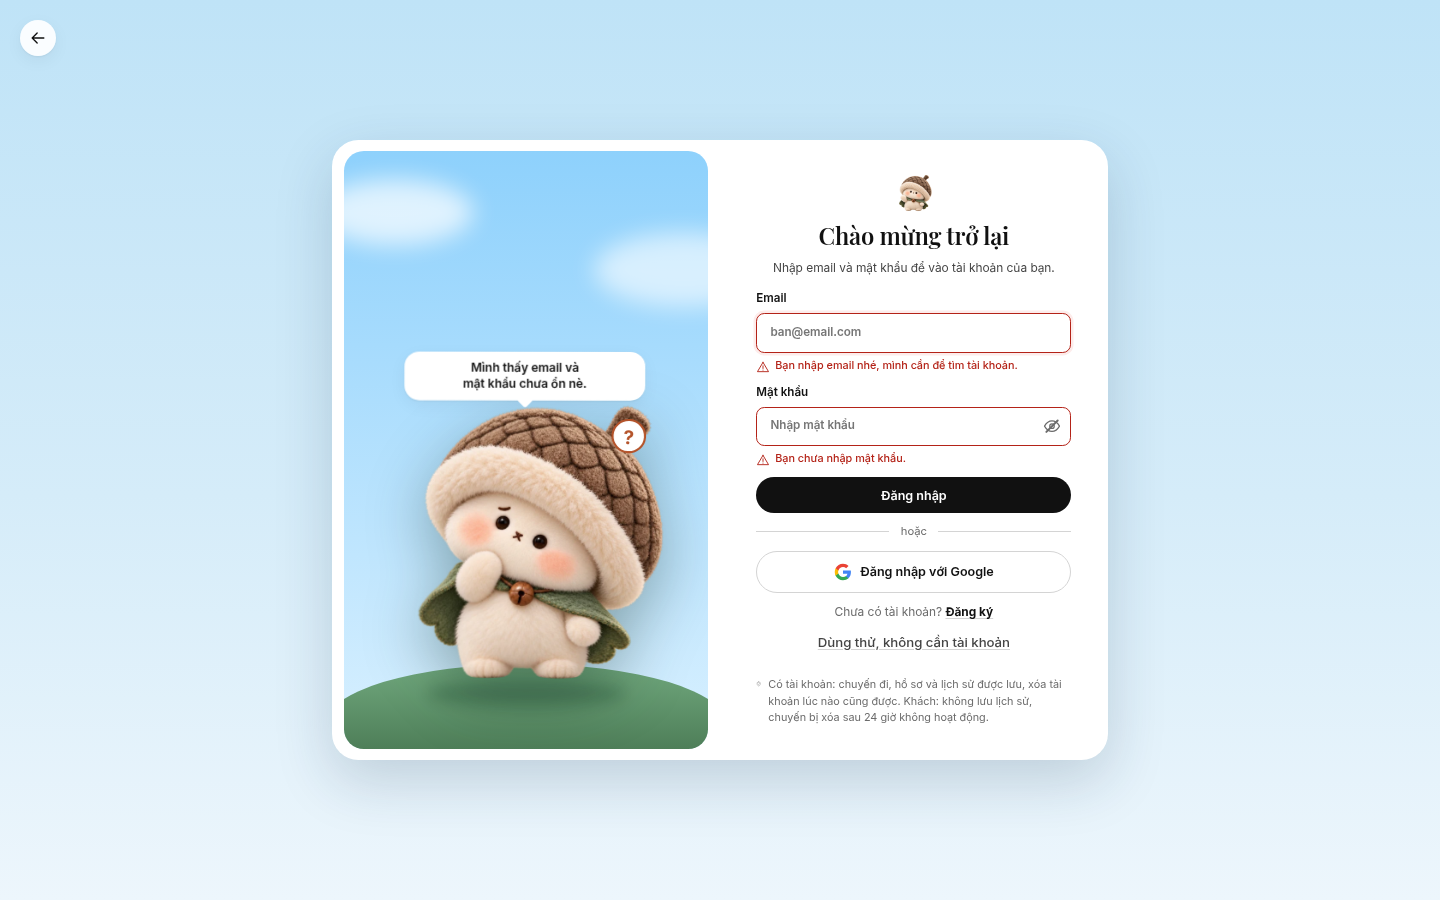 Mình thấy email và
mật khẩu chưa ổn nè.
?
Chào mừng trở lại
Nhập email và mật khẩu để vào tài khoản của bạn.
Email
ban@email.com
Bạn nhập email nhé, mình cần để tìm tài khoản.
Mật khẩu
Nhập mật khẩu
Bạn chưa nhập mật khẩu.
Đăng nhập
hoặc
Đăng nhập với Google
Chưa có tài khoản? Đăng ký
Dùng thử, không cần tài khoản
Có tài khoản: chuyến đi, hồ sơ và lịch sử được lưu, xóa tài
khoản lúc nào cũng được. Khách: không lưu lịch sử,
chuyến bị xóa sau 24 giờ không hoạt động.